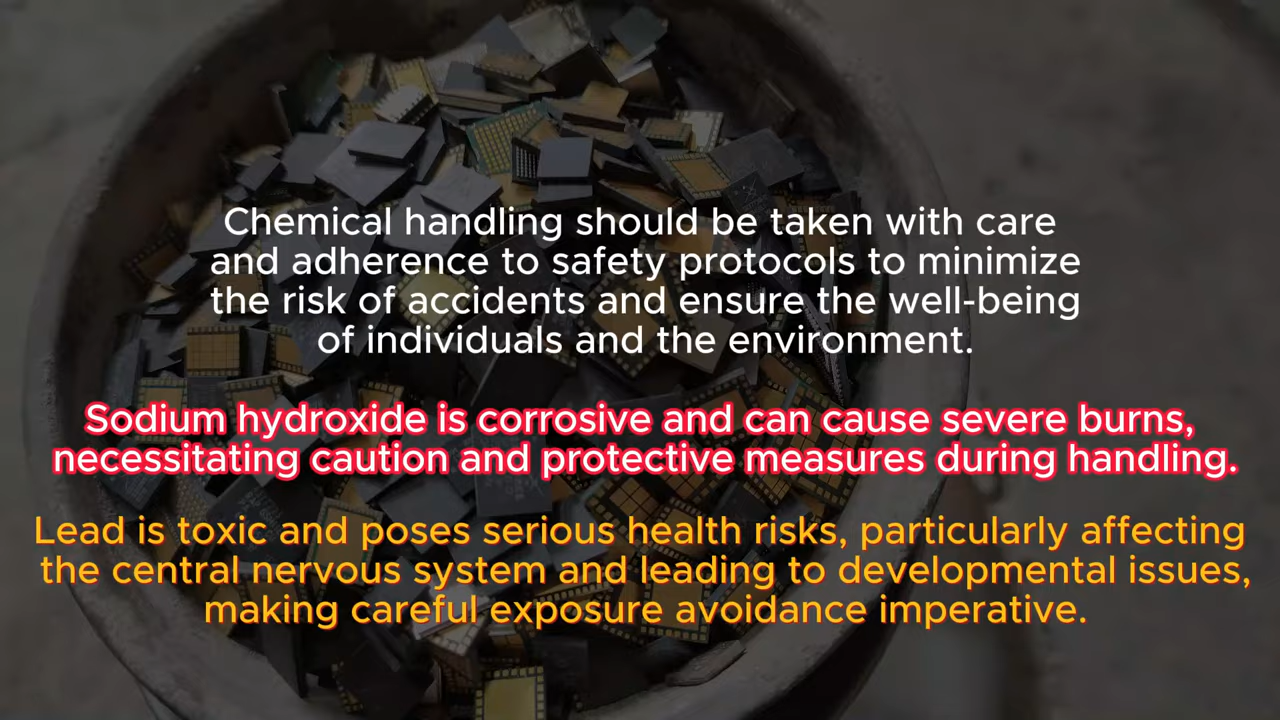 Chemical handling should be taken with care
and adherence to safety protocols to minimize
the risk of accidents and ensure the well-being
of individuals and the environment.
Sodium hydroxide is corrosive and can cause severe burns,
necessitating caution and protective measures during handling.
Lead is toxic and poses serious health risks, particularly affecting
the central nervous system and leading to developmental issues,
making careful exposure avoidance imperative.